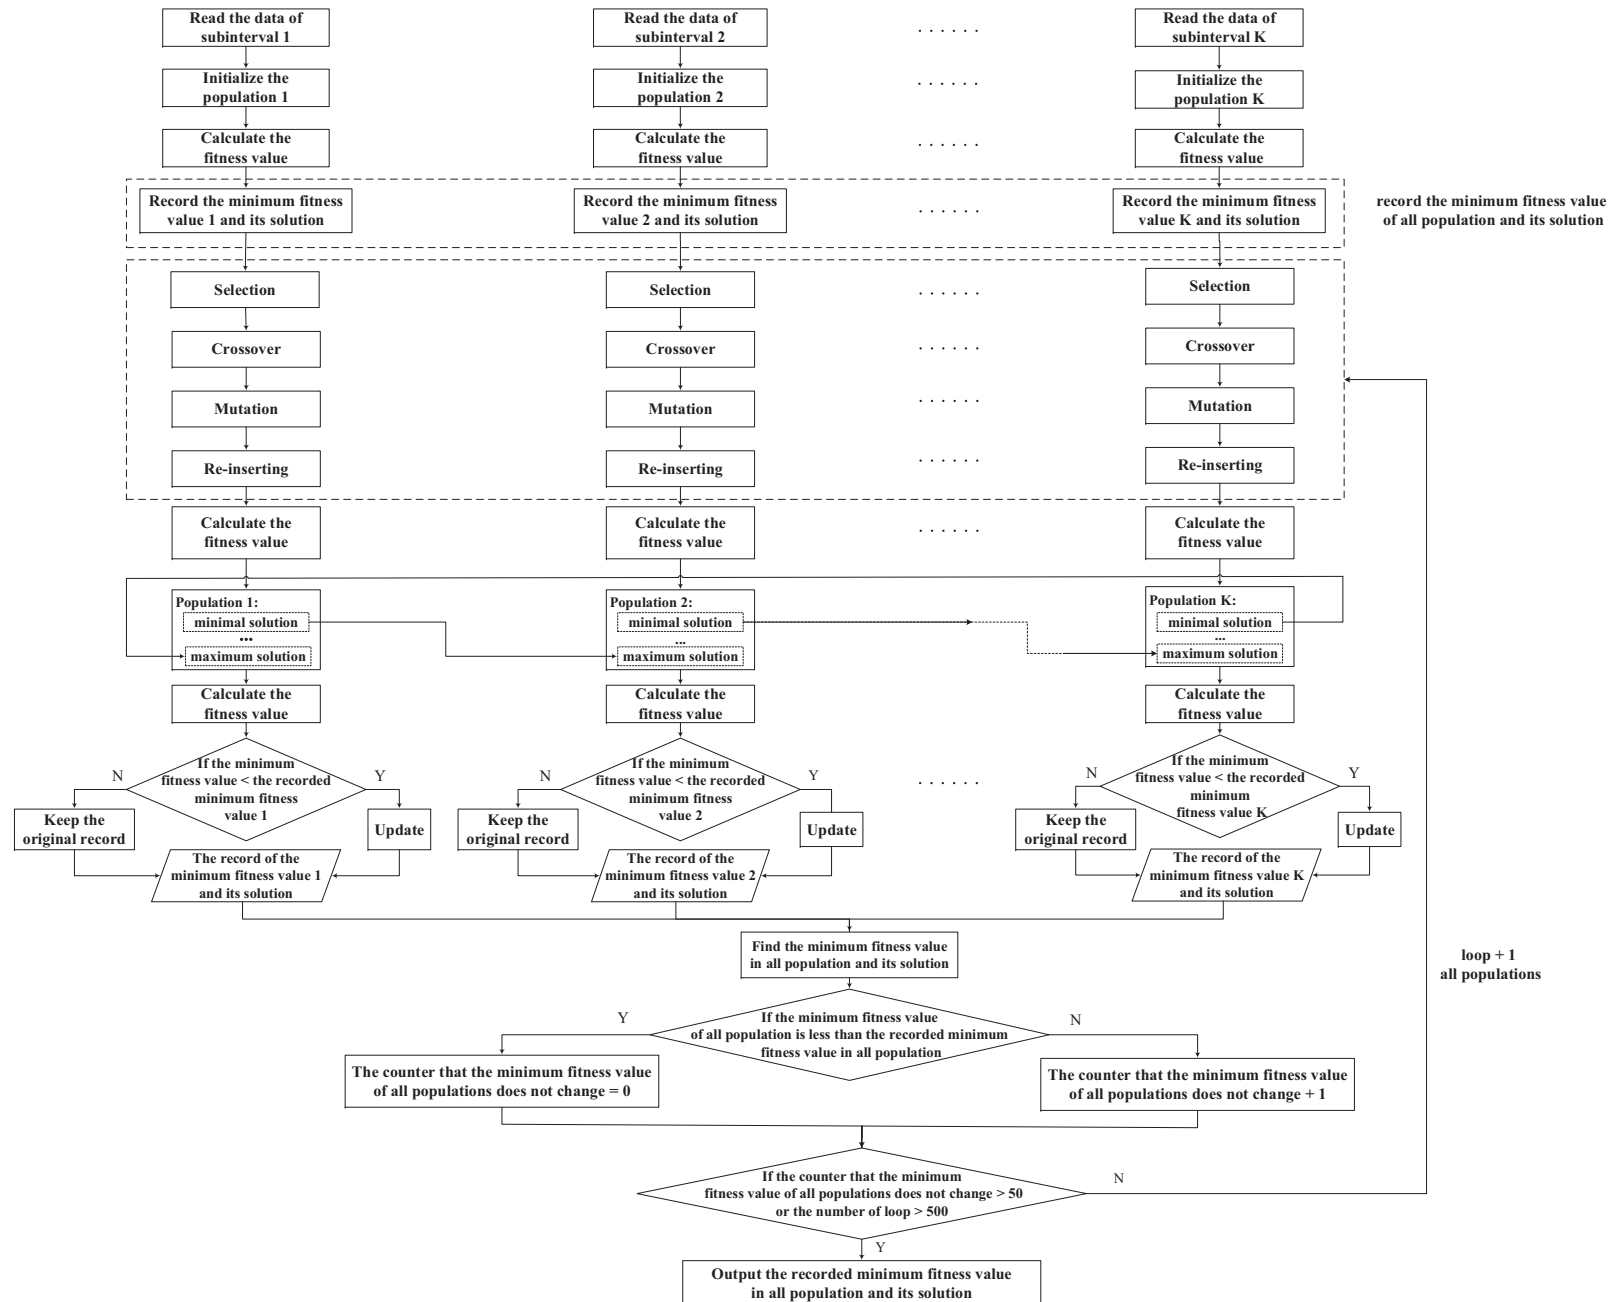 Read the data of
subinterval 1
Read the data of
subinterval 2
. . . . . .
Read the data of
subinterval K
Initialize the
population 1
Initialize the
population 2
. . . . . .
Initialize the
population K
Calculate the
fitness value
Calculate the
fitness value
. . . . . .
Calculate the
fitness value
Record the minimum fitness
value 1 and its solution
Record the minimum fitness
value 2 and its solution
. . . . . .
Record the minimum fitness
value K and its solution
record the minimum fitness value
of all population and its solution
Selection
Selection
. . . . . .
Selection
Crossover
Crossover
. . . . . .
Crossover
Mutation
Mutation
. . . . . .
Mutation
Re-inserting
Re-inserting
. . . . . .
Re-inserting
Calculate the
fitness value
Calculate the
fitness value
. . . . . .
Calculate the
fitness value
Population 1:
minimal solution
...
maximum solution
Population 2:
minimal solution
...
maximum solution
Population K:
minimal solution
...
maximum solution
Calculate the
fitness value
Calculate the
fitness value
Calculate the
fitness value
N
If the minimum
fitness value < the recorded
minimum fitness
value 1
Y
N
If the minimum
fitness value < the recorded
minimum fitness
value 2
Y
. . . . . .
N
If the minimum
fitness value < the recorded
minimum
fitness value K
Y
Keep the
original record
Update
Keep the
original record
Update
Keep the
original record
Update
The record of the
minimum fitness value 1
and its solution
The record of the
minimum fitness value 2
and its solution
The record of the
minimum fitness value K
and its solution
Find the minimum fitness value
in all population and its solution
loop + 1
all populations
Y
If the minimum fitness value
of all population is less than the recorded minimum
fitness value in all population
N
The counter that the minimum fitness value
of all populations does not change = 0
The counter that the minimum fitness value
of all populations does not change + 1
If the counter that the minimum
fitness value of all populations does not change > 50
or the number of loop > 500
N
Y
Output the recorded minimum fitness value
in all population and its solution